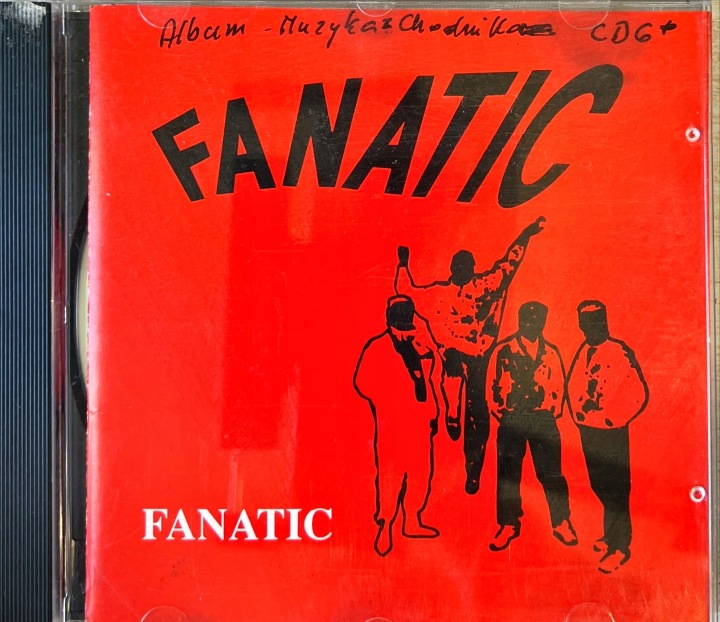 Album - Muzyka z Chodnika CD6+
FANATIC
FANATIC